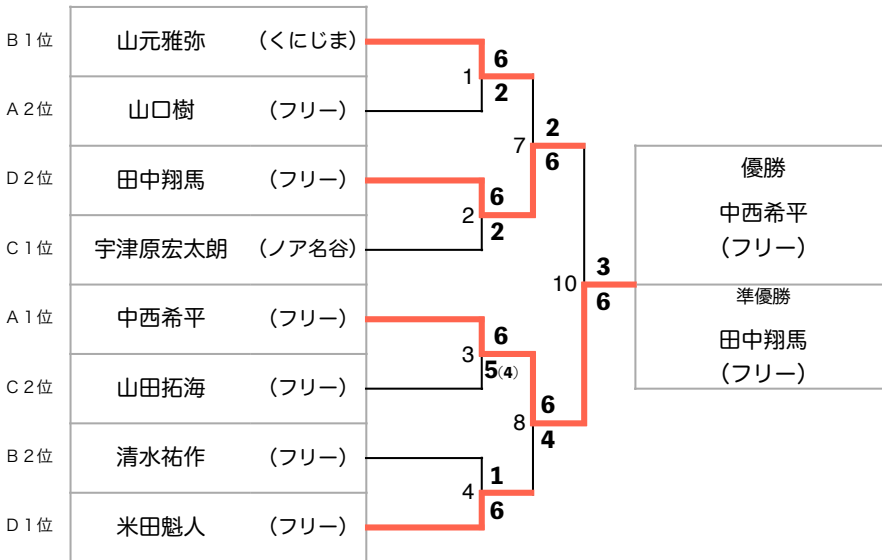 B１位 山元雅弥 （くにじま）
A２位 山口樹 （フリー）
D２位 田中翔馬 （フリー）
C１位 宇津原宏太朗 （ノア名谷）
A１位 中西希平 （フリー）
C２位 山田拓海 （フリー）
B２位 清水祐作 （フリー）
D１位 米田魁人 （フリー）
1
6
2
2
6
2
3
6
5(4)
4
1
6
7
2
6
8
6
4
10
3
6
優勝
中西希平
（フリー）
準優勝
田中翔馬
（フリー）